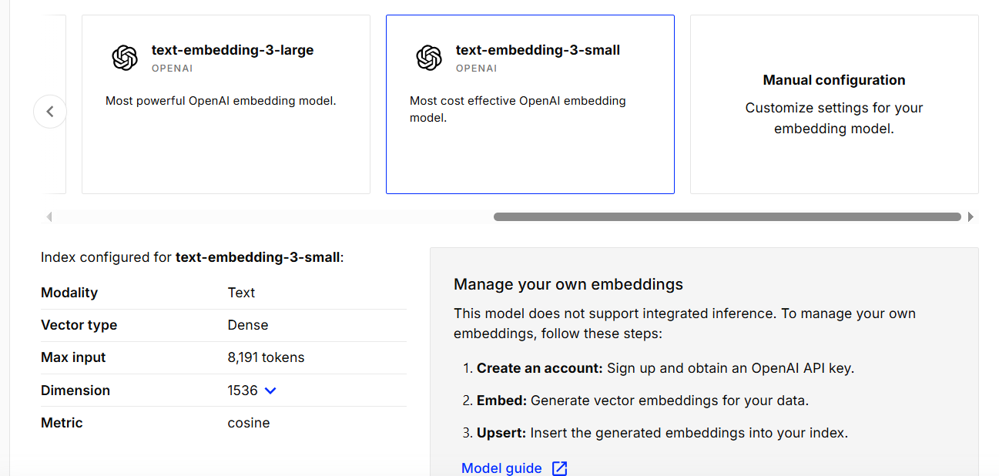 text-embedding-3-large
OPENAI
Most powerful OpenAI embedding model.
text-embedding-3-small
OPENAI
Most cost effective OpenAI embedding
model.
Manual configuration
Customize settings for your
embedding model.
Index configured for text-embedding-3-small:
Modality Text
Vector type Dense
Max input 8,191 tokens
Dimension 1536
Metric cosine
Manage your own embeddings
This model does not support integrated inference. To manage your own
embeddings, follow these steps:
1. Create an account: Sign up and obtain an OpenAI API key.
2. Embed: Generate vector embeddings for your data.
3. Upsert: Insert the generated embeddings into your index.
Model guide